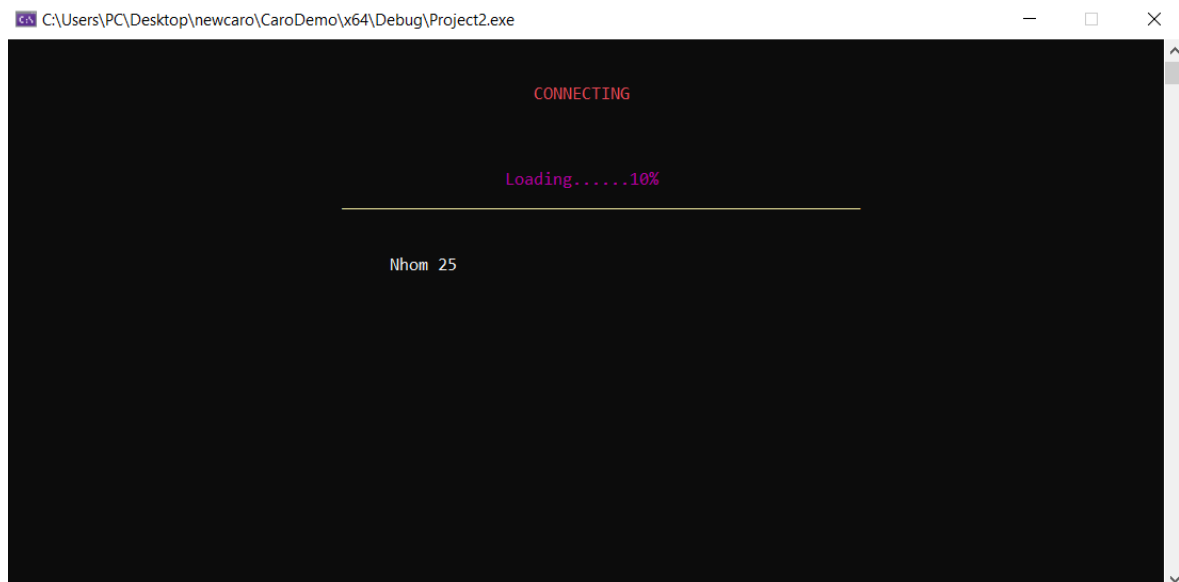 C:\Users\PC\Desktop\newcaro\CaroDemo\x64\Debug\Project2.exe
CONNECTING
Loading......10%
Nhom 25